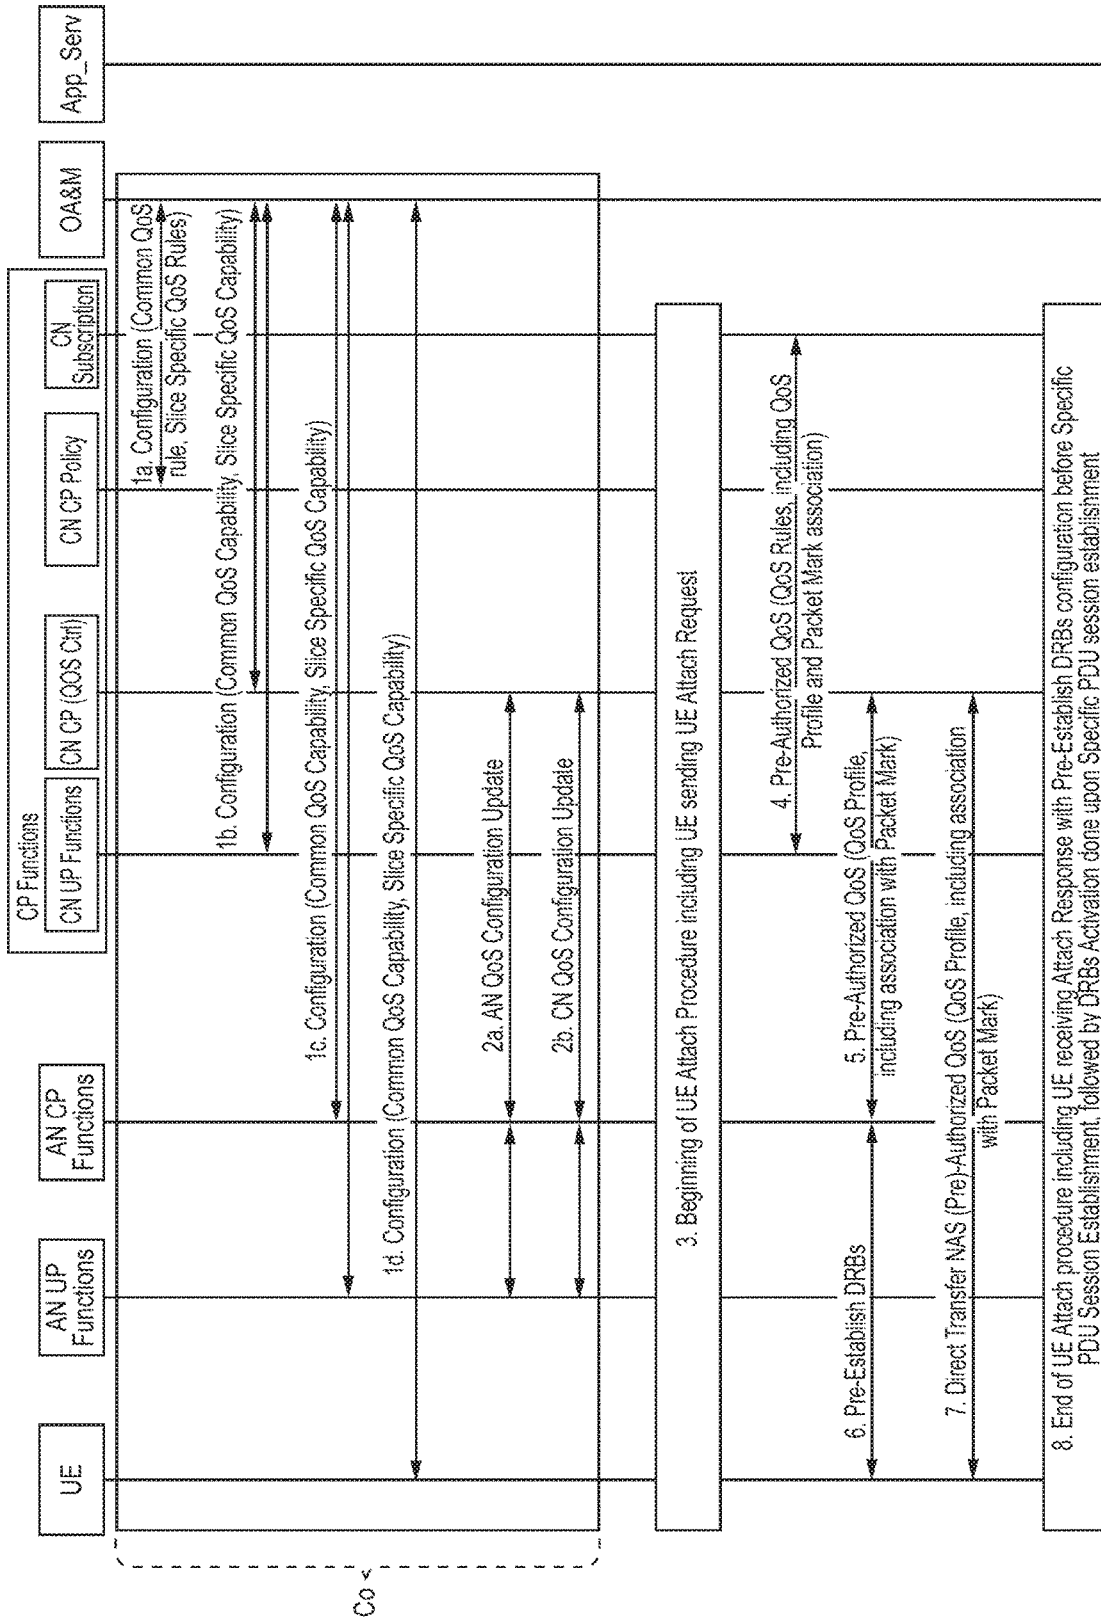 UE
AN UP
Functions
AN CP
Functions
CP Functions
CN UP Functions
CN CP (QOS Ctrl)
CN CP Policy
CN
Subscription
OA&M
App_Serv
Co
1a. Configuration (Common QoS
rule, Slice Specific QoS Rules)
1b. Configuration (Common QoS Capability, Slice Specific QoS Capability)
1c. Configuration (Common QoS Capability, Slice Specific QoS Capability)
1d. Configuration (Common QoS Capability, Slice Specific QoS Capability)
2a. AN QoS Configuration Update
2b. CN QoS Configuration Update
3. Beginning of UE Attach Procedure including UE sending UE Attach Request
4. Pre-Authorized QoS (QoS Rules, including QoS
Profile and Packet Mark association)
5. Pre-Authorized QoS (QoS Profile,
including association with Packet Mark)
6. Pre-Establish DRBs
7. Direct Transfer NAS (Pre)-Authorized QoS (QoS Profile, including association
with Packet Mark)
8. End of UE Attach procedure including UE receiving Attach Response with Pre-Establish DRBs configuration before Specific
PDU Session Establishment, followed by DRBs Activation done upon Specific PDU session establishment